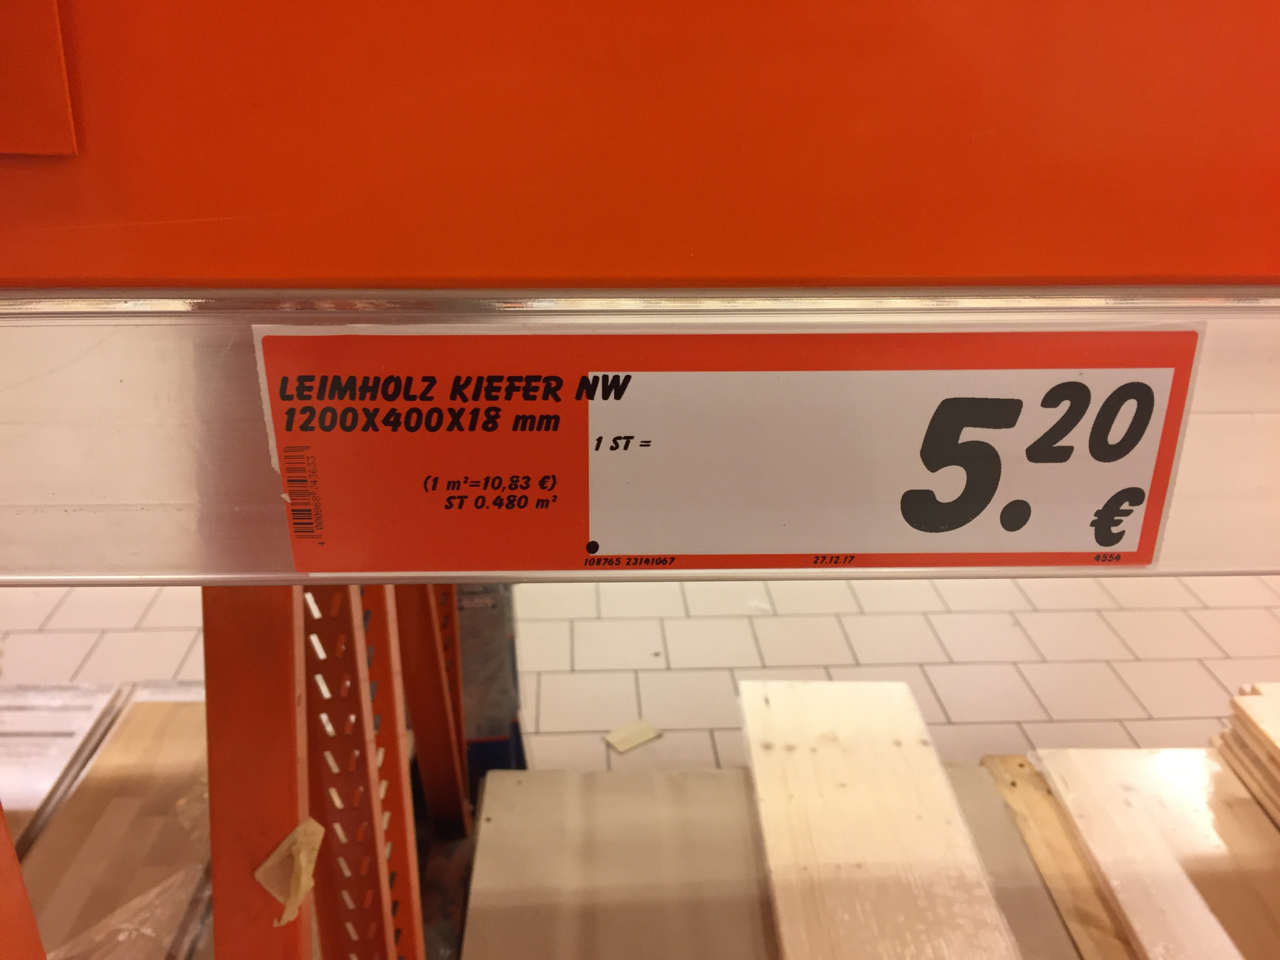 LEIMHOLZ KIEFER NW
1200X400X18 mm
1 ST =
5.20
€
(1 m²=10,83 €)
ST 0.480 m²
108765 23141067
27.12.17
4554